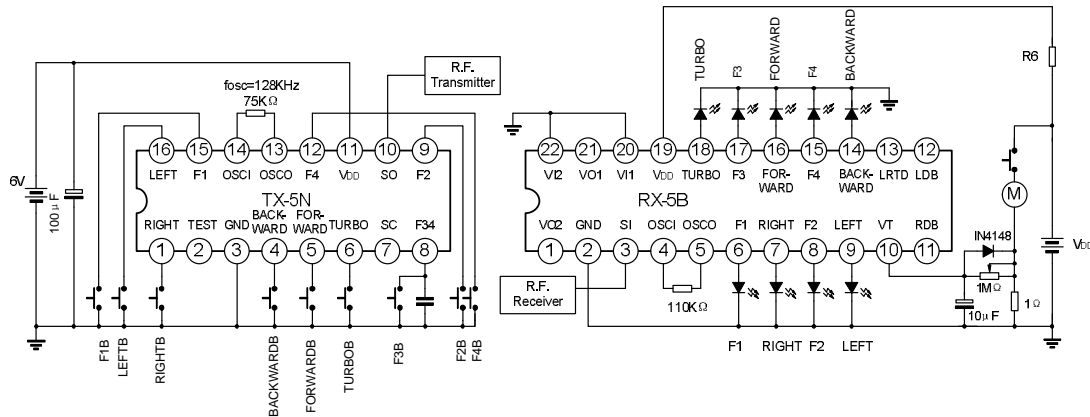 fosc=128KHz
75KΩ
R.F.
Transmitter
16 15 14 13 12 11 10 9
LEFT F1 OSCI OSCO F4 VDD SO F2
TX-5N
6V
100µF
RIGHT TEST GND BACK-
WARD FOR-
WARD TURBO SC F34
1 2 3 4 5 6 7 8
F1B
LEFTB
RIGHTB
BACKWARDB
FORWARDB
TURBOB
F3B
F2B
F4B
TURBO
F3
FORWARD
F4
BACKWARD
R6
22 21 20 19 18 17 16 15 14 13 12
VI2 VO1 VI1 VDD TURBO F3 FOR-
WARD F4 BACK-
WARD LRTD LDB
RX-5B
VO2 GND SI OSCI OSCO F1 RIGHT F2 LEFT VT RDB
1 2 3 4 5 6 7 8 9 10 11
M
IN4148
VDD
1MΩ
1Ω
10µF
R.F.
Receiver
110KΩ
F1 RIGHT F2 LEFT